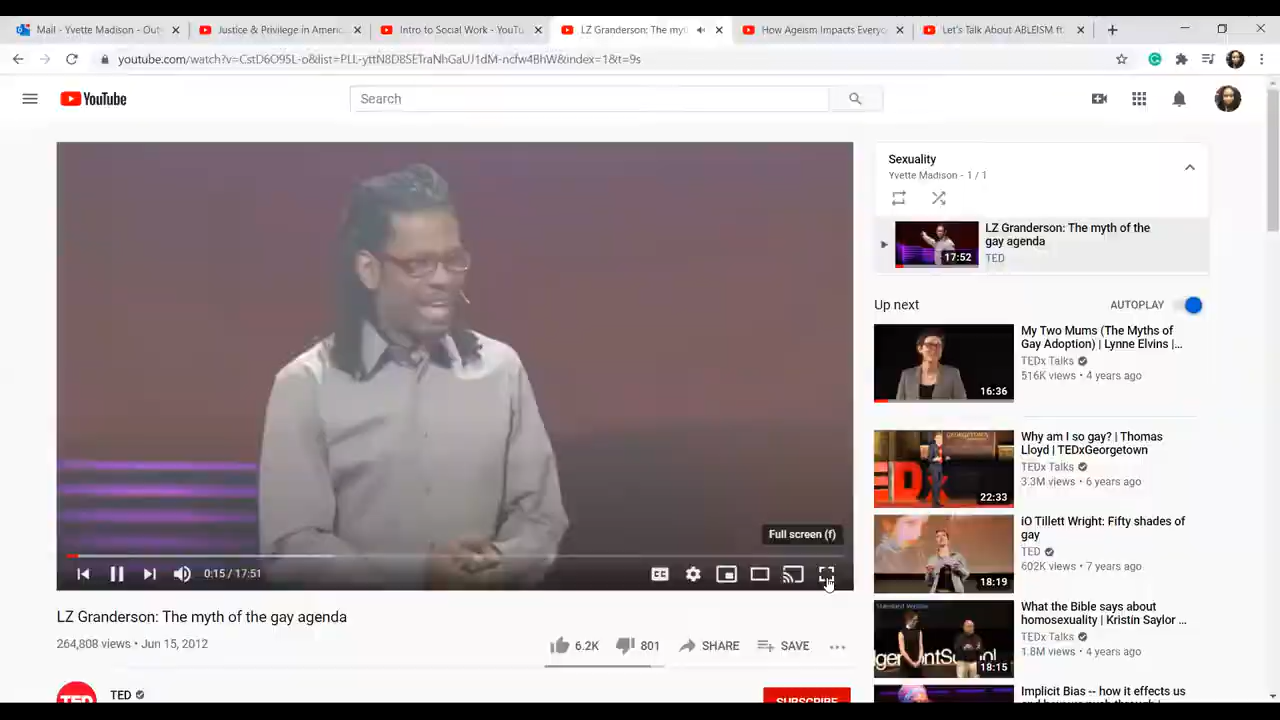 Mail - Yvette Madison - Out
Justice & Privilege in Americ
Intro to Social Work - YouTu
LZ Granderson: The my
How Ageism Impacts Everyo
Let's Talk About ABLEISM ft.
youtube.com/watch?v=CstD6O95L-o&list=PLL-yttN8D8SETraNhGaUJ1dM-ncfw4BhW&index=1&t=9s
YouTube
Search
Sexuality
Yvette Madison - 1 / 1
LZ Granderson: The myth of the
gay agenda
17:52
TED
Up next
AUTOPLAY
My Two Mums (The Myths of
Gay Adoption) | Lynne Elvins |...
TEDx Talks
516K views • 4 years ago
16:36
Why am I so gay? | Thomas
Lloyd | TEDxGeorgetown
TEDx Talks
3.3M views • 6 years ago
22:33
iO Tillett Wright: Fifty shades of
gay
TED
602K views • 7 years ago
18:19
What the Bible says about
homosexuality | Kristin Saylor ...
TEDx Talks
1.8M views • 4 years ago
18:15
Implicit Bias -- how it effects us
Full screen (f)
0:15 / 17:51
CC
LZ Granderson: The myth of the gay agenda
264,808 views • Jun 15, 2012
6.2K
801
SHARE
SAVE
TED
SUBSCRIBE